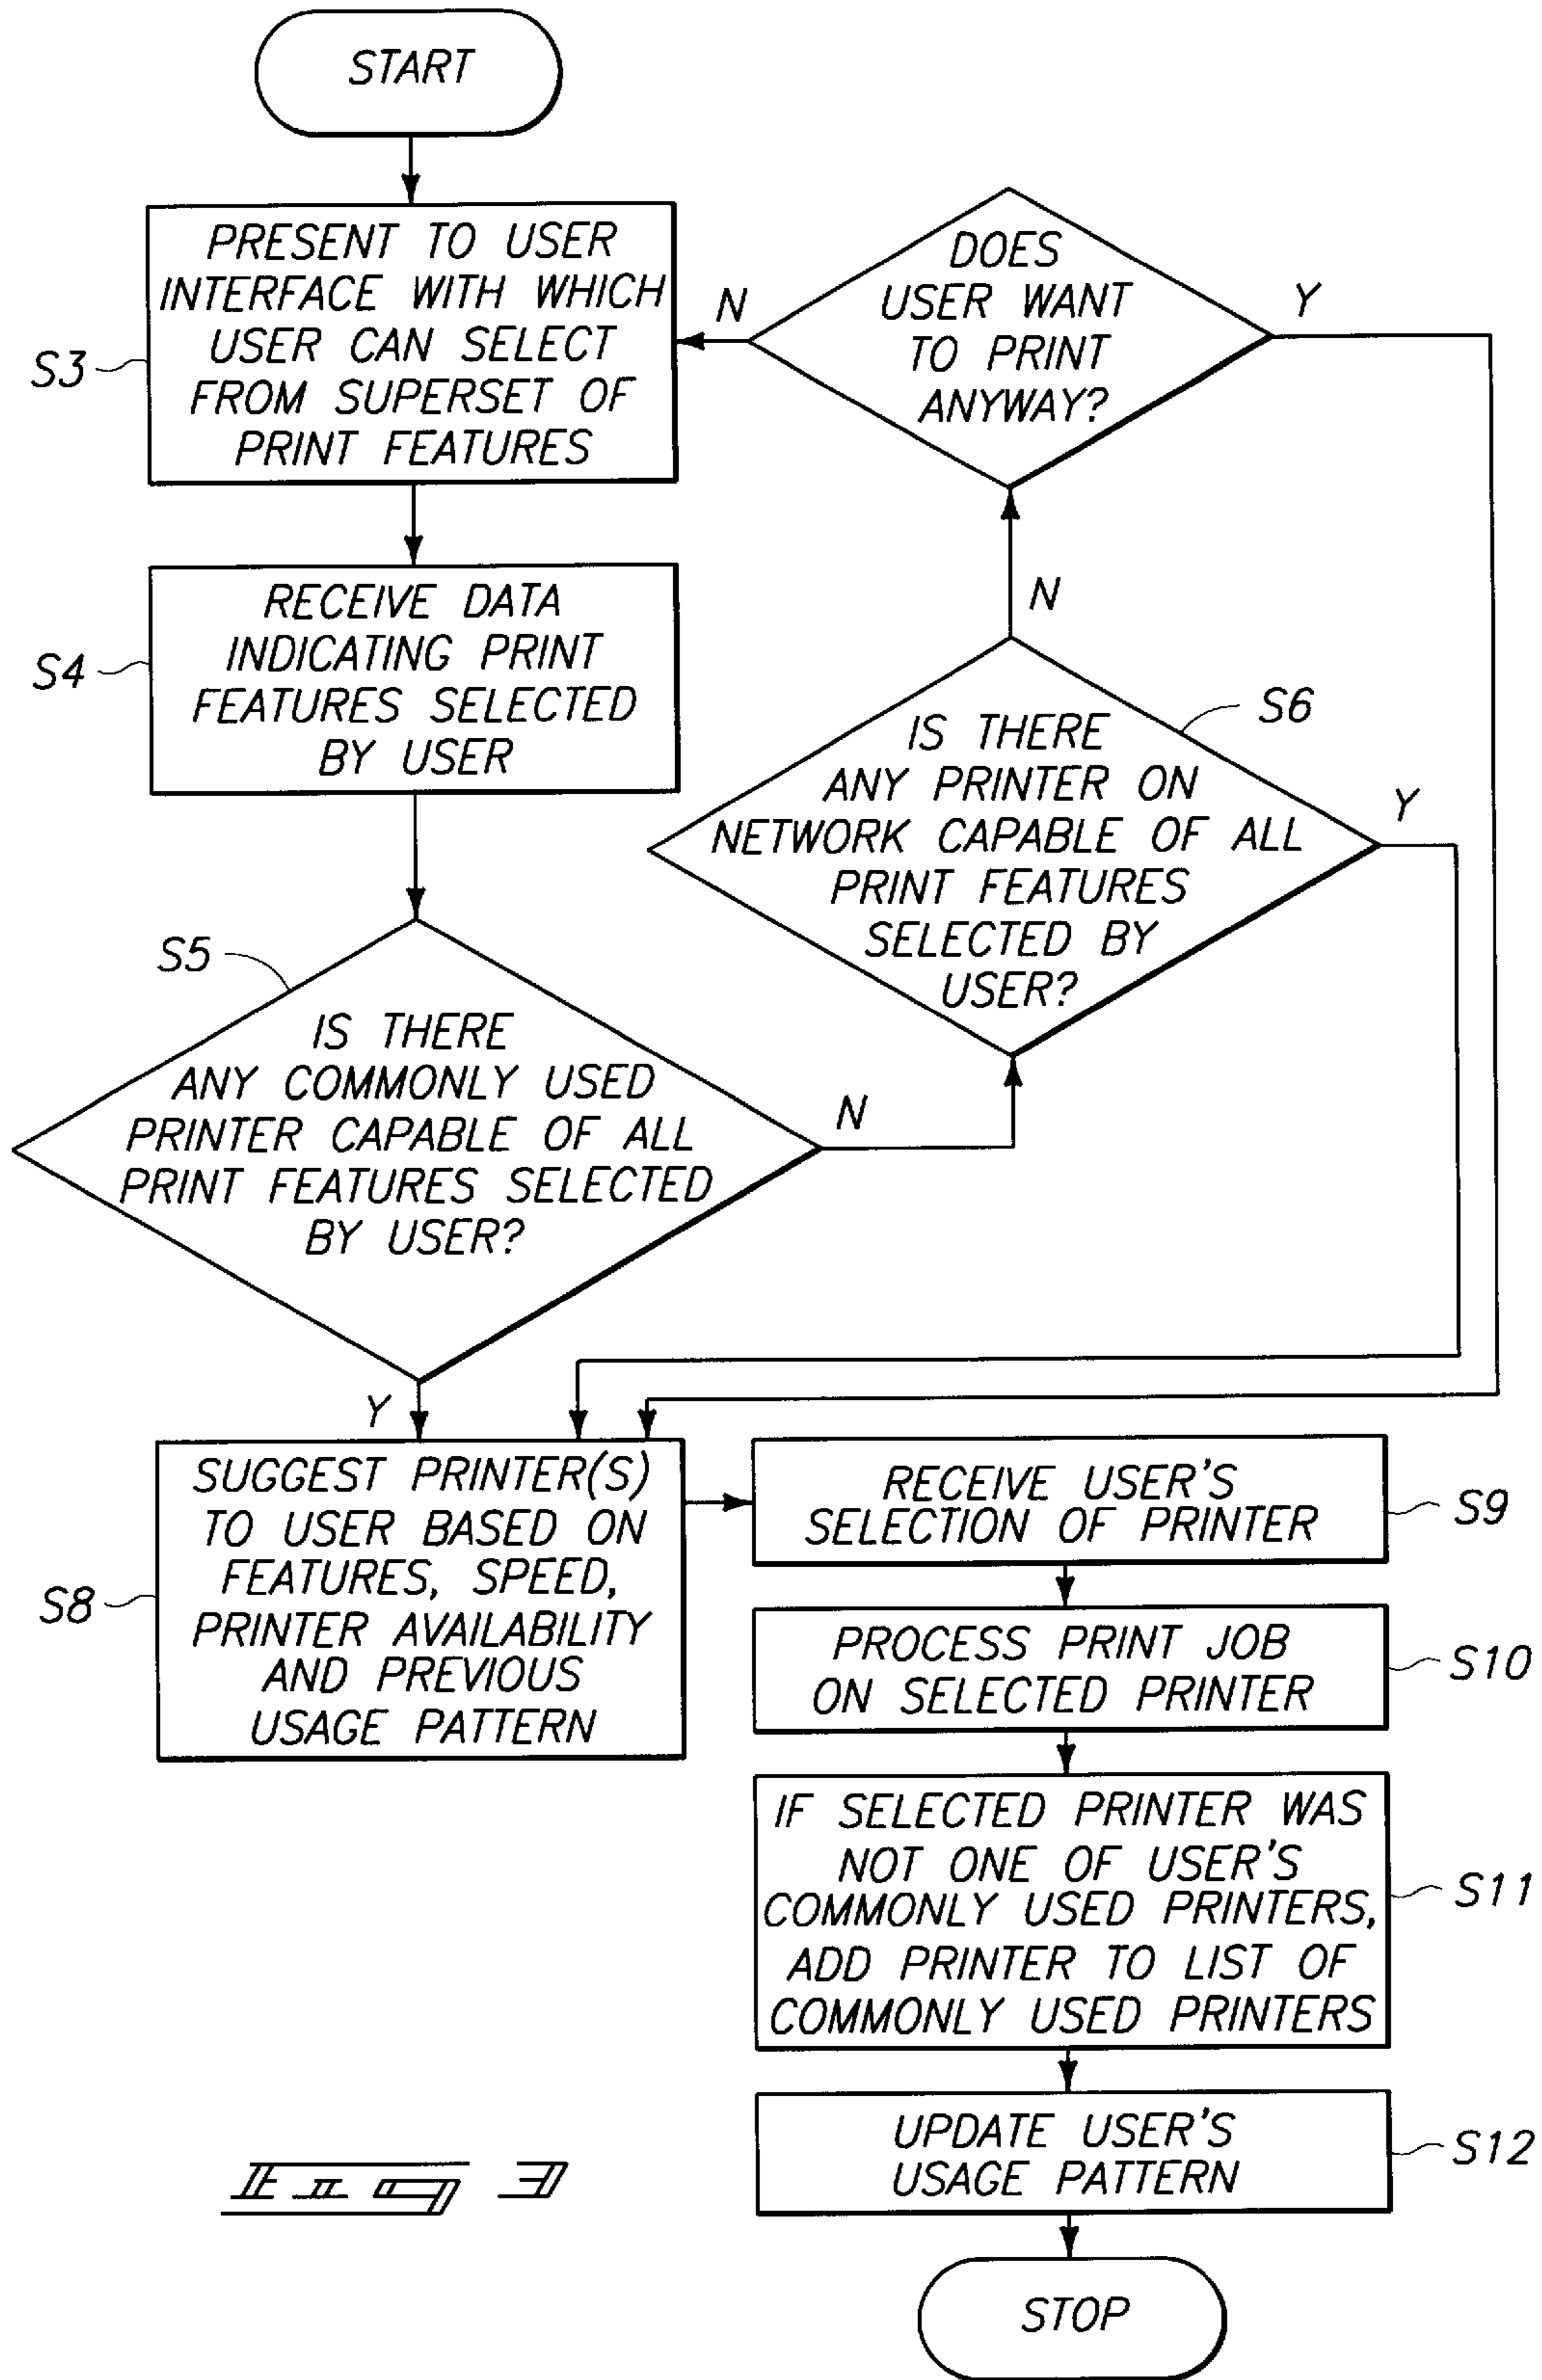 START
PRESENT TO USER
INTERFACE WITH WHICH
USER CAN SELECT
FROM SUPERSET OF
PRINT FEATURES
S3
N
DOES
USER WANT
TO PRINT
ANYWAY?
Y
RECEIVE DATA
INDICATING PRINT
FEATURES SELECTED
BY USER
S4
N
IS THERE
ANY PRINTER ON
NETWORK CAPABLE OF ALL
PRINT FEATURES
SELECTED BY
USER?
S6
Y
S5
IS THERE
ANY COMMONLY USED
PRINTER CAPABLE OF ALL
PRINT FEATURES SELECTED
BY USER?
N
Y
SUGGEST PRINTER(S)
TO USER BASED ON
FEATURES, SPEED,
PRINTER AVAILABILITY
AND PREVIOUS
USAGE PATTERN
S8
RECEIVE USER'S
SELECTION OF PRINTER
S9
PROCESS PRINT JOB
ON SELECTED PRINTER
S10
IF SELECTED PRINTER WAS
NOT ONE OF USER'S
COMMONLY USED PRINTERS,
ADD PRINTER TO LIST OF
COMMONLY USED PRINTERS
S11
UPDATE USER'S
USAGE PATTERN
S12
STOP
Fig 3